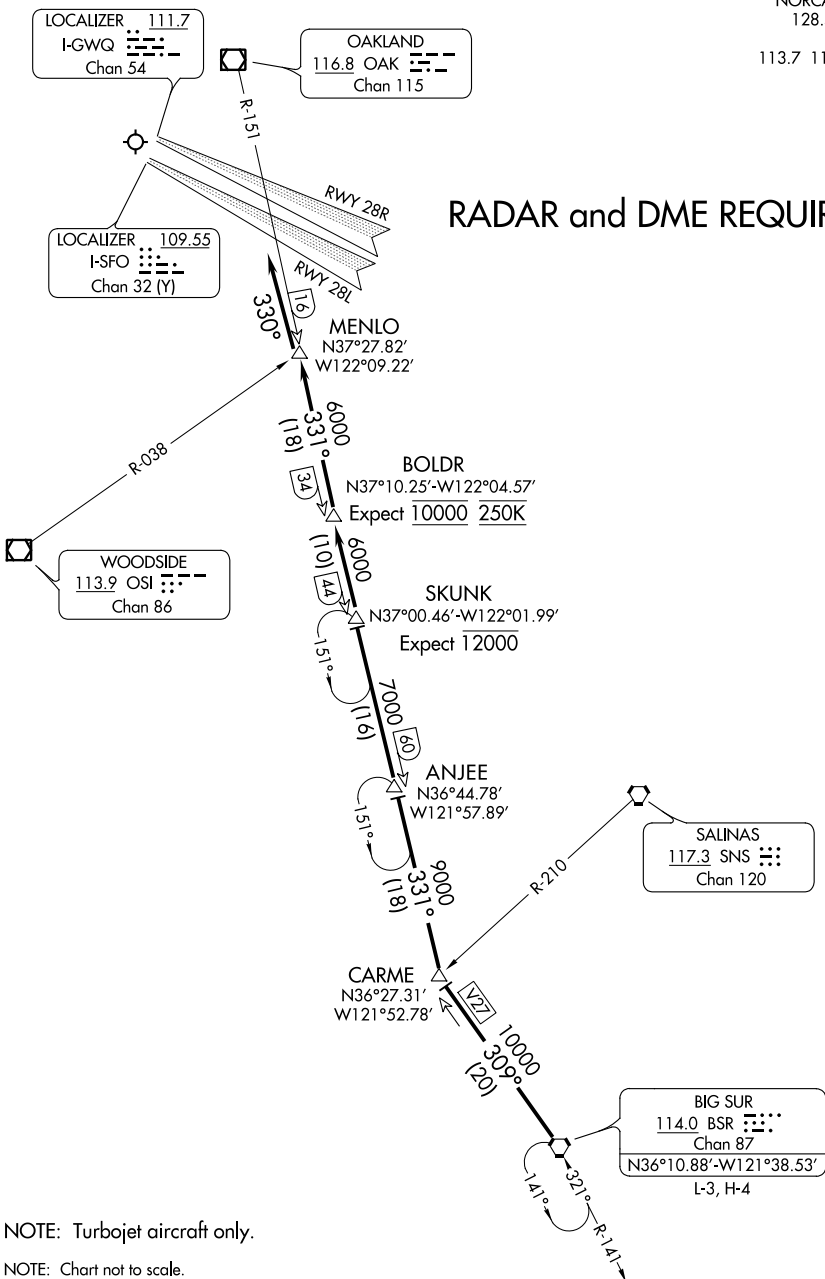 NORCA
128.
113.7 11
LOCALIZER 111.7
I-GWQ
Chan 54
OAKLAND
116.8 OAK
Chan 115
R-151
RWY 28R
RWY 28L
RADAR and DME REQUIR
LOCALIZER 109.55
I-SFO
Chan 32 (Y)
330°
16
MENLO
N37°27.82'
W122°09.22'
6000
331°
(18)
R-038
34
BOLDR
N37°10.25'-W122°04.57'
Expect 10000 250K
WOODSIDE
113.9 OSI
Chan 86
6000
(10)
44
SKUNK
N37°00.46'-W122°01.99'
Expect 12000
151°
7000
(16)
60
ANJEE
N36°44.78'
W121°57.89'
151°
9000
331°
(18)
SALINAS
117.3 SNS
Chan 120
R-210
CARME
N36°27.31'
W121°52.78'
V27
10000
309°
(20)
BIG SUR
114.0 BSR
Chan 87
N36°10.88'-W121°38.53'
L-3, H-4
141°
321°
R-141
NOTE: Turbojet aircraft only.
NOTE: Chart not to scale.